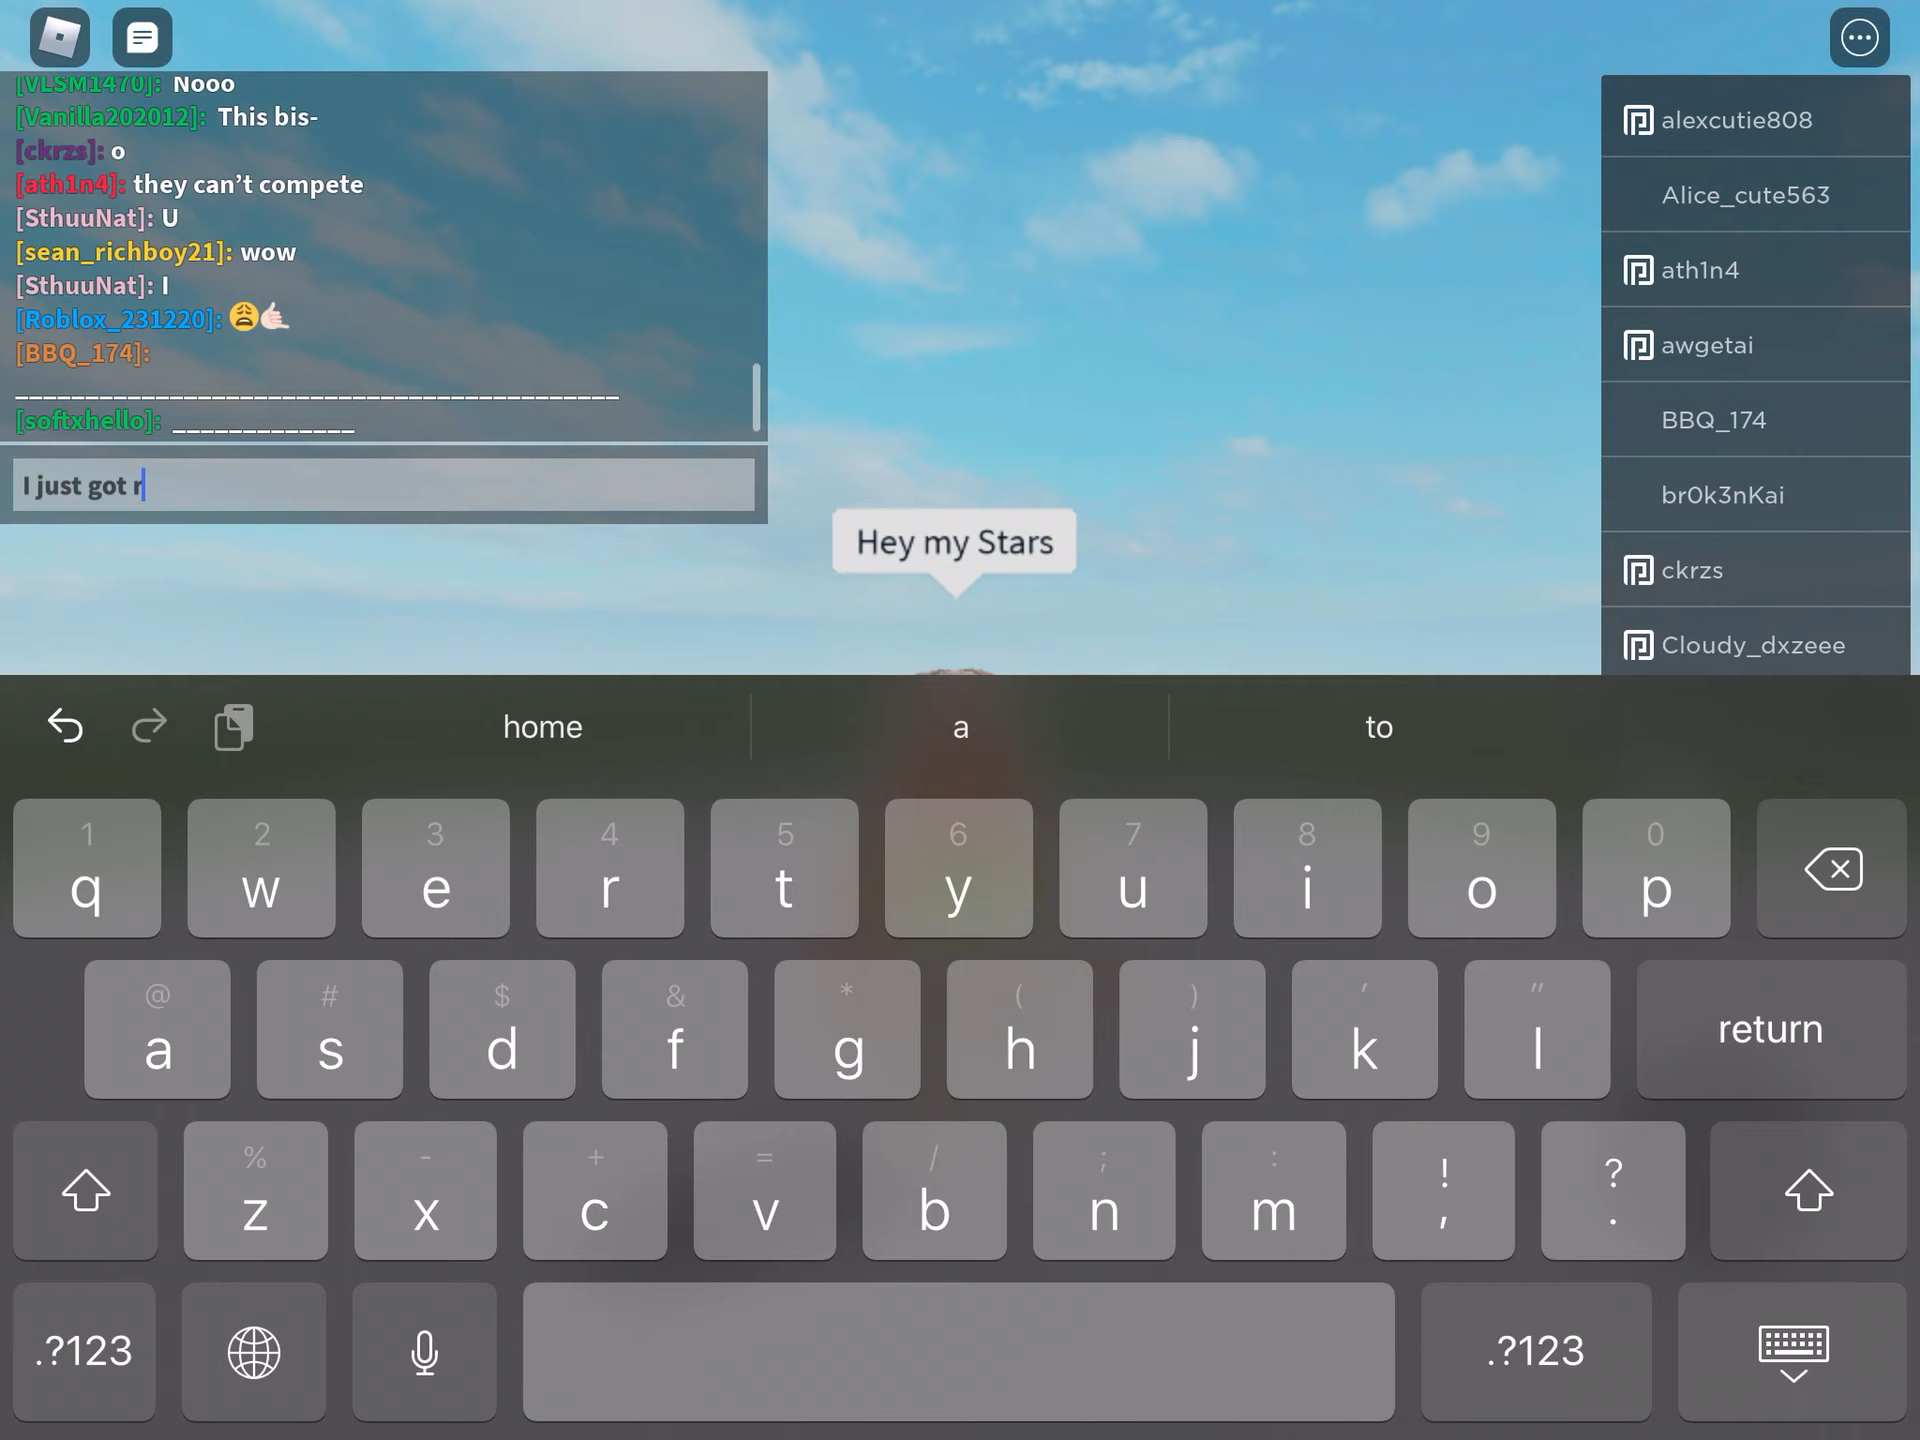 [VLSM1470]: Nooo
[Vanilla202012]: This bis-
[ckrzs]: o
[ath1n4]: they can't compete
[SthuuNat]: U
[sean_richboy21]: wow
[SthuuNat]: I
[Roblox_231220]: 😩🤙🏻
[BBQ_174]:
___________________________________________
[softxhello]: _____________
I just got r
Hey my Stars
alexcutie808
Alice_cute563
ath1n4
awgetai
BBQ_174
br0k3nKai
ckrzs
Cloudy_dxzeee
home a to
1 2 3 4 5 6 7 8 9 0
q w e r t y u i o p
@ # $ & * ( ) ' "
a s d f g h j k l return
% - + = / ; : ! ?
z x c v b n m , .
.?123 .?123